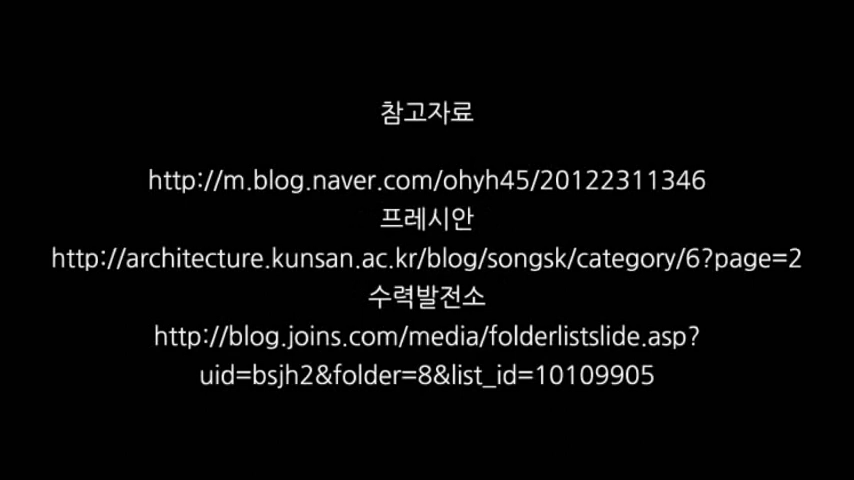 참고자료
http://m.blog.naver.com/ohyh45/20122311346
프레시안
http://architecture.kunsan.ac.kr/blog/songsk/category/6?page=2
수력발전소
http://blog.joins.com/media/folderlistslide.asp?
uid=bsjh2&folder=8&list_id=10109905